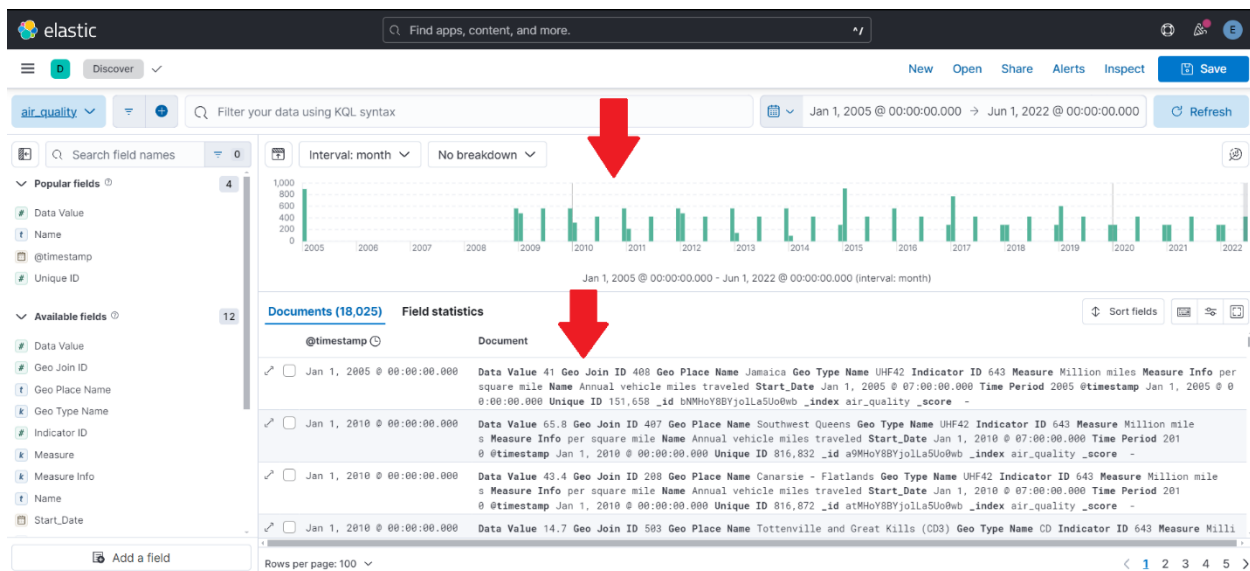 elastic
Find apps, content, and more.
^/
E
D
Discover
New
Open
Share
Alerts
Inspect
Save
air_quality
Filter your data using KQL syntax
Jan 1, 2005 @ 00:00:00.000 → Jun 1, 2022 @ 00:00:00.000
Refresh
Search field names
0
Interval: month
No breakdown
Popular fields
4
# Data Value
t Name
@timestamp
# Unique ID
Available fields
12
# Data Value
# Geo Join ID
t Geo Place Name
k Geo Type Name
# Indicator ID
k Measure
k Measure Info
t Name
Start_Date
Add a field
1,000
800
600
400
200
0
2005 2006 2007 2008 2009 2010 2011 2012 2013 2014 2015 2016 2017 2018 2019 2020 2021 2022
Jan 1, 2005 @ 00:00:00.000 - Jun 1, 2022 @ 00:00:00.000 (interval: month)
Documents (18,025)
Field statistics
Sort fields
@timestamp
Document
Jan 1, 2005 @ 00:00:00.000
Data Value 41 Geo Join ID 408 Geo Place Name Jamaica Geo Type Name UHF42 Indicator ID 643 Measure Million miles Measure Info per
square mile Name Annual vehicle miles traveled Start_Date Jan 1, 2005 @ 07:00:00.000 Time Period 2005 @timestamp Jan 1, 2005 @ 0
0:00:00.000 Unique ID 151,658 _id bNMHoY8BYjolLa5Uo0wb _index air_quality _score -
Jan 1, 2010 @ 00:00:00.000
Data Value 65.8 Geo Join ID 407 Geo Place Name Southwest Queens Geo Type Name UHF42 Indicator ID 643 Measure Million mile
s Measure Info per square mile Name Annual vehicle miles traveled Start_Date Jan 1, 2010 @ 07:00:00.000 Time Period 201
0 @timestamp Jan 1, 2010 @ 00:00:00.000 Unique ID 816,832 _id a9MHoY8BYjolLa5Uo0wb _index air_quality _score -
Jan 1, 2010 @ 00:00:00.000
Data Value 43.4 Geo Join ID 208 Geo Place Name Canarsie - Flatlands Geo Type Name UHF42 Indicator ID 643 Measure Million mile
s Measure Info per square mile Name Annual vehicle miles traveled Start_Date Jan 1, 2010 @ 07:00:00.000 Time Period 201
0 @timestamp Jan 1, 2010 @ 00:00:00.000 Unique ID 816,872 _id atMHoY8BYjolLa5Uo0wb _index air_quality _score -
Jan 1, 2010 @ 00:00:00.000
Data Value 14.7 Geo Join ID 503 Geo Place Name Tottenville and Great Kills (CD3) Geo Type Name CD Indicator ID 643 Measure Milli
Rows per page: 100
1 2 3 4 5